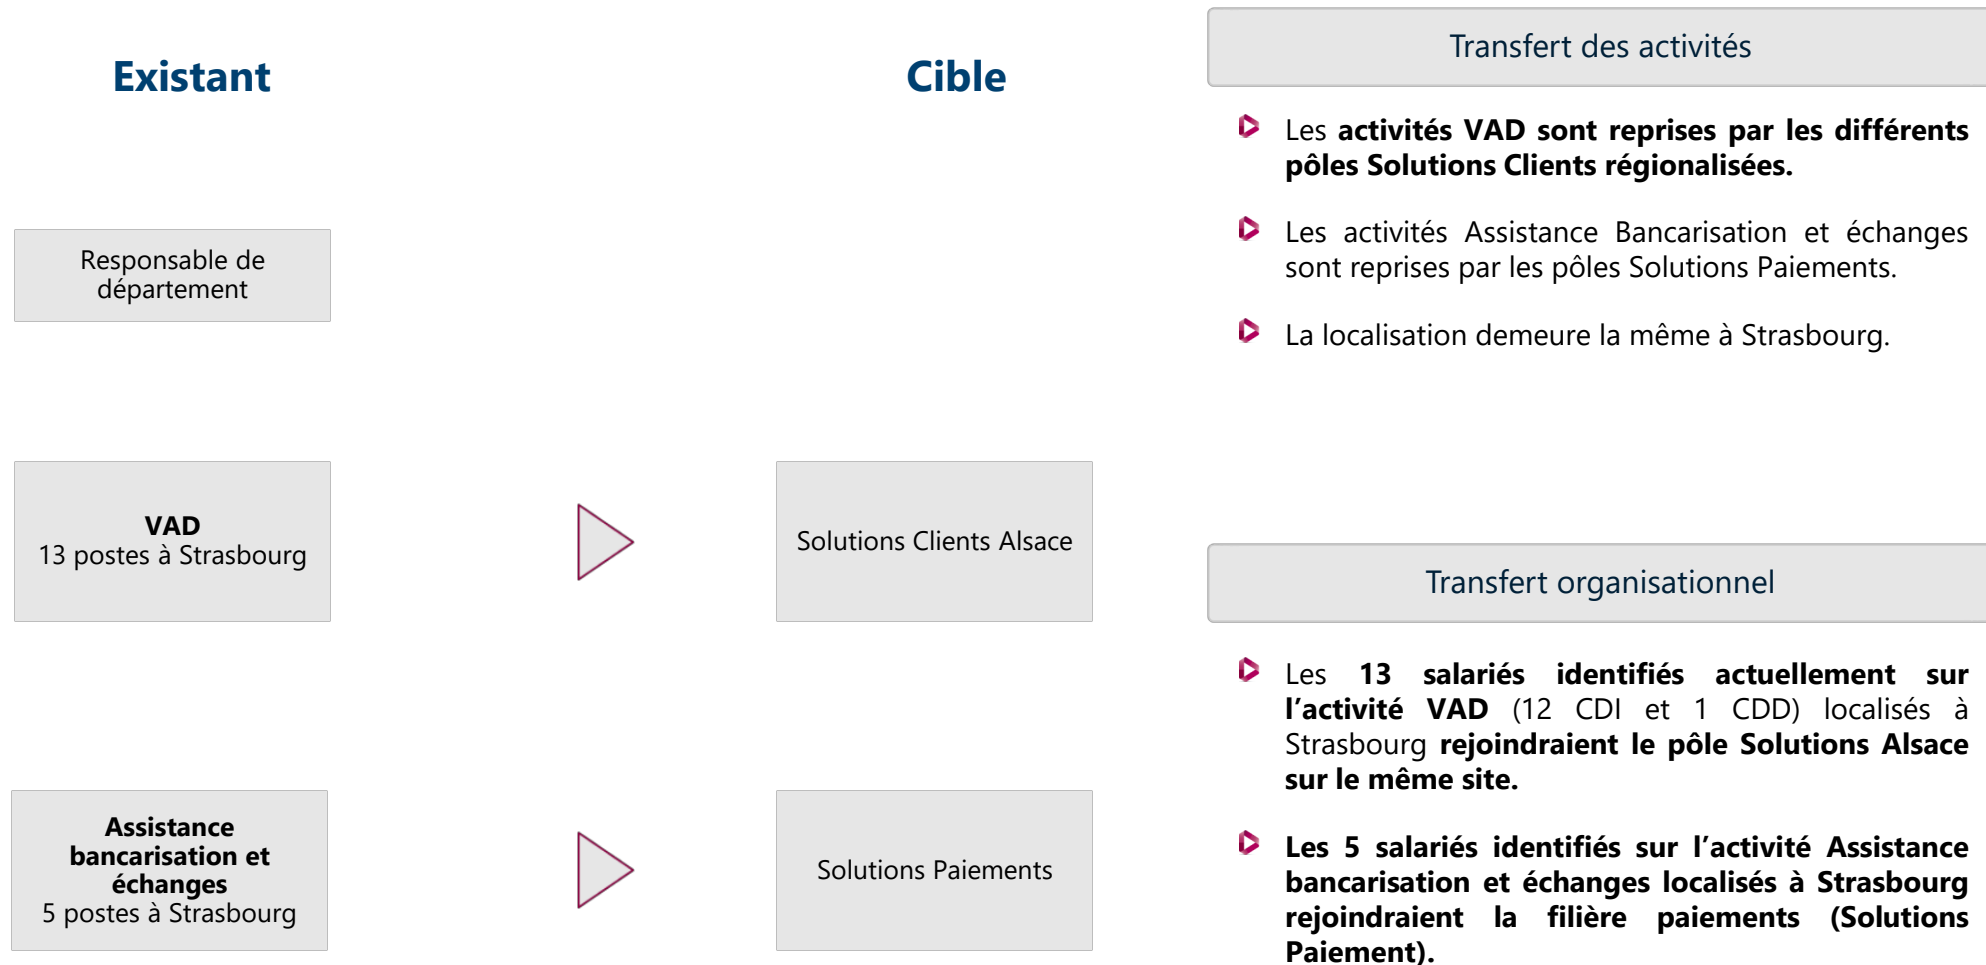 Existant
Cible
Responsable de
département
VAD
13 postes à Strasbourg
Solutions Clients Alsace
Assistance
bancarisation et
échanges
5 postes à Strasbourg
Solutions Paiements
Transfert des activités
Les activités VAD sont reprises par les différents
pôles Solutions Clients régionalisées.
Les activités Assistance Bancarisation et échanges
sont reprises par les pôles Solutions Paiements.
La localisation demeure la même à Strasbourg.
Transfert organisationnel
Les 13 salariés identifiés actuellement sur
l’activité VAD (12 CDI et 1 CDD) localisés à
Strasbourg rejoindraient le pôle Solutions Alsace
sur le même site.
Les 5 salariés identifiés sur l’activité Assistance
bancarisation et échanges localisés à Strasbourg
rejoindraient la filière paiements (Solutions
Paiement).